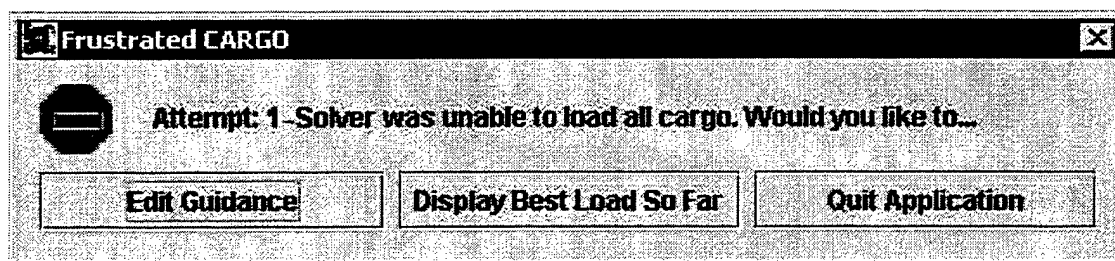 Frustrated CARGO
Attempt: 1-Solver was unable to load all cargo. Would you like to...
Edit Guidance Display Best Load So Far Quit Application